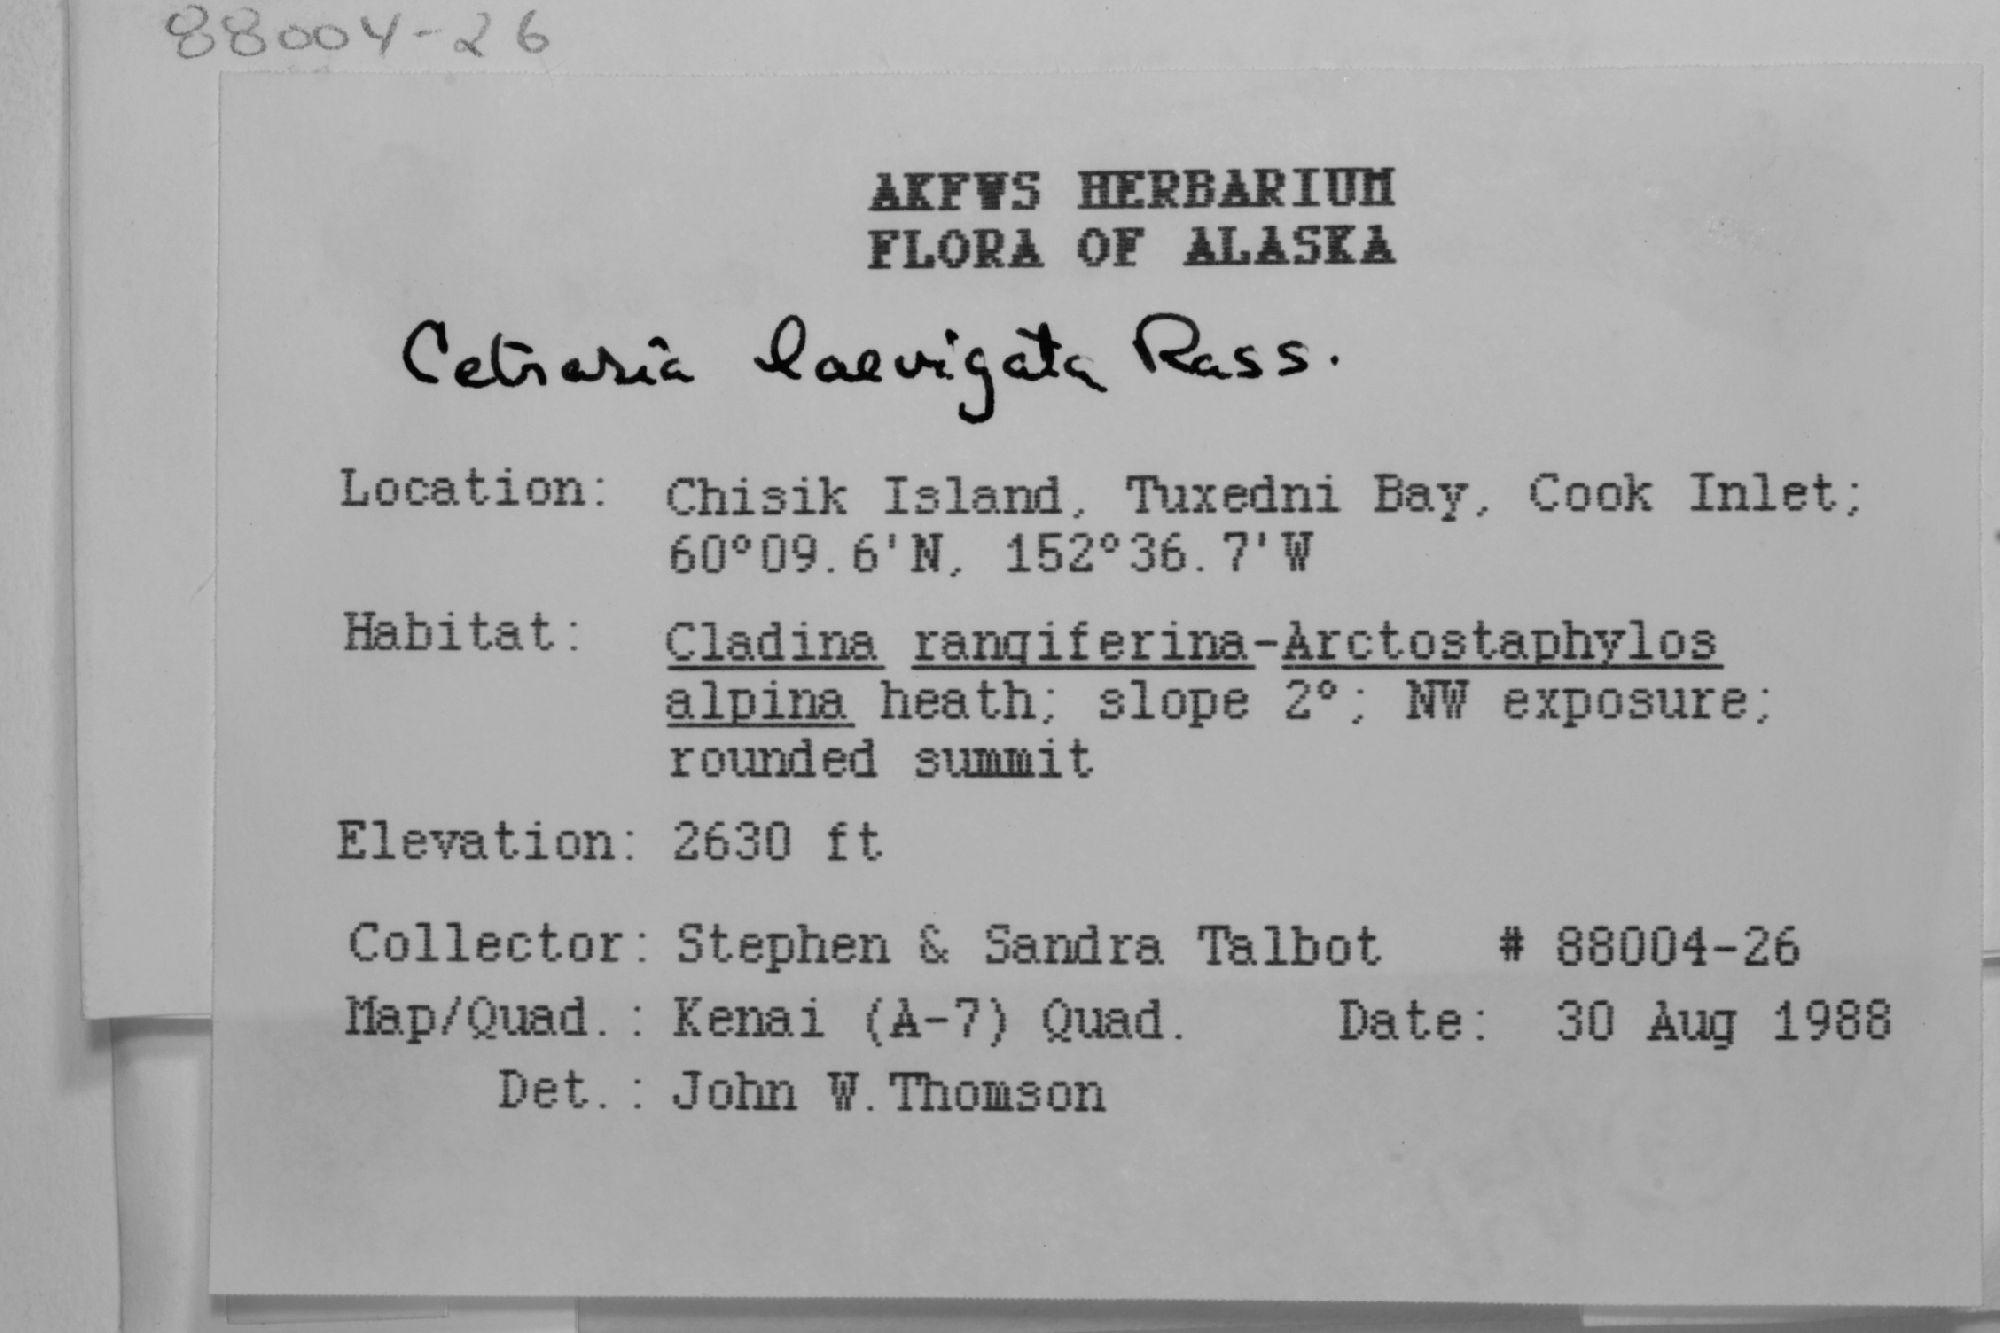 88004-26
AKFWS HERBARIUM
FLORA OF ALASKA
Cetraria laevigata Rass.
Location: Chisik Island, Tuxedni Bay, Cook Inlet;
60°09.6'N, 152°36.7'W
Habitat: Cladina rangiferina-Arctostaphylos
alpina heath; slope 2°; NW exposure;
rounded summit
Elevation: 2630 ft
Collector: Stephen & Sandra Talbot # 88004-26
Map/Quad.: Kenai (A-7) Quad. Date: 30 Aug 1988
Det.: John W.Thomson